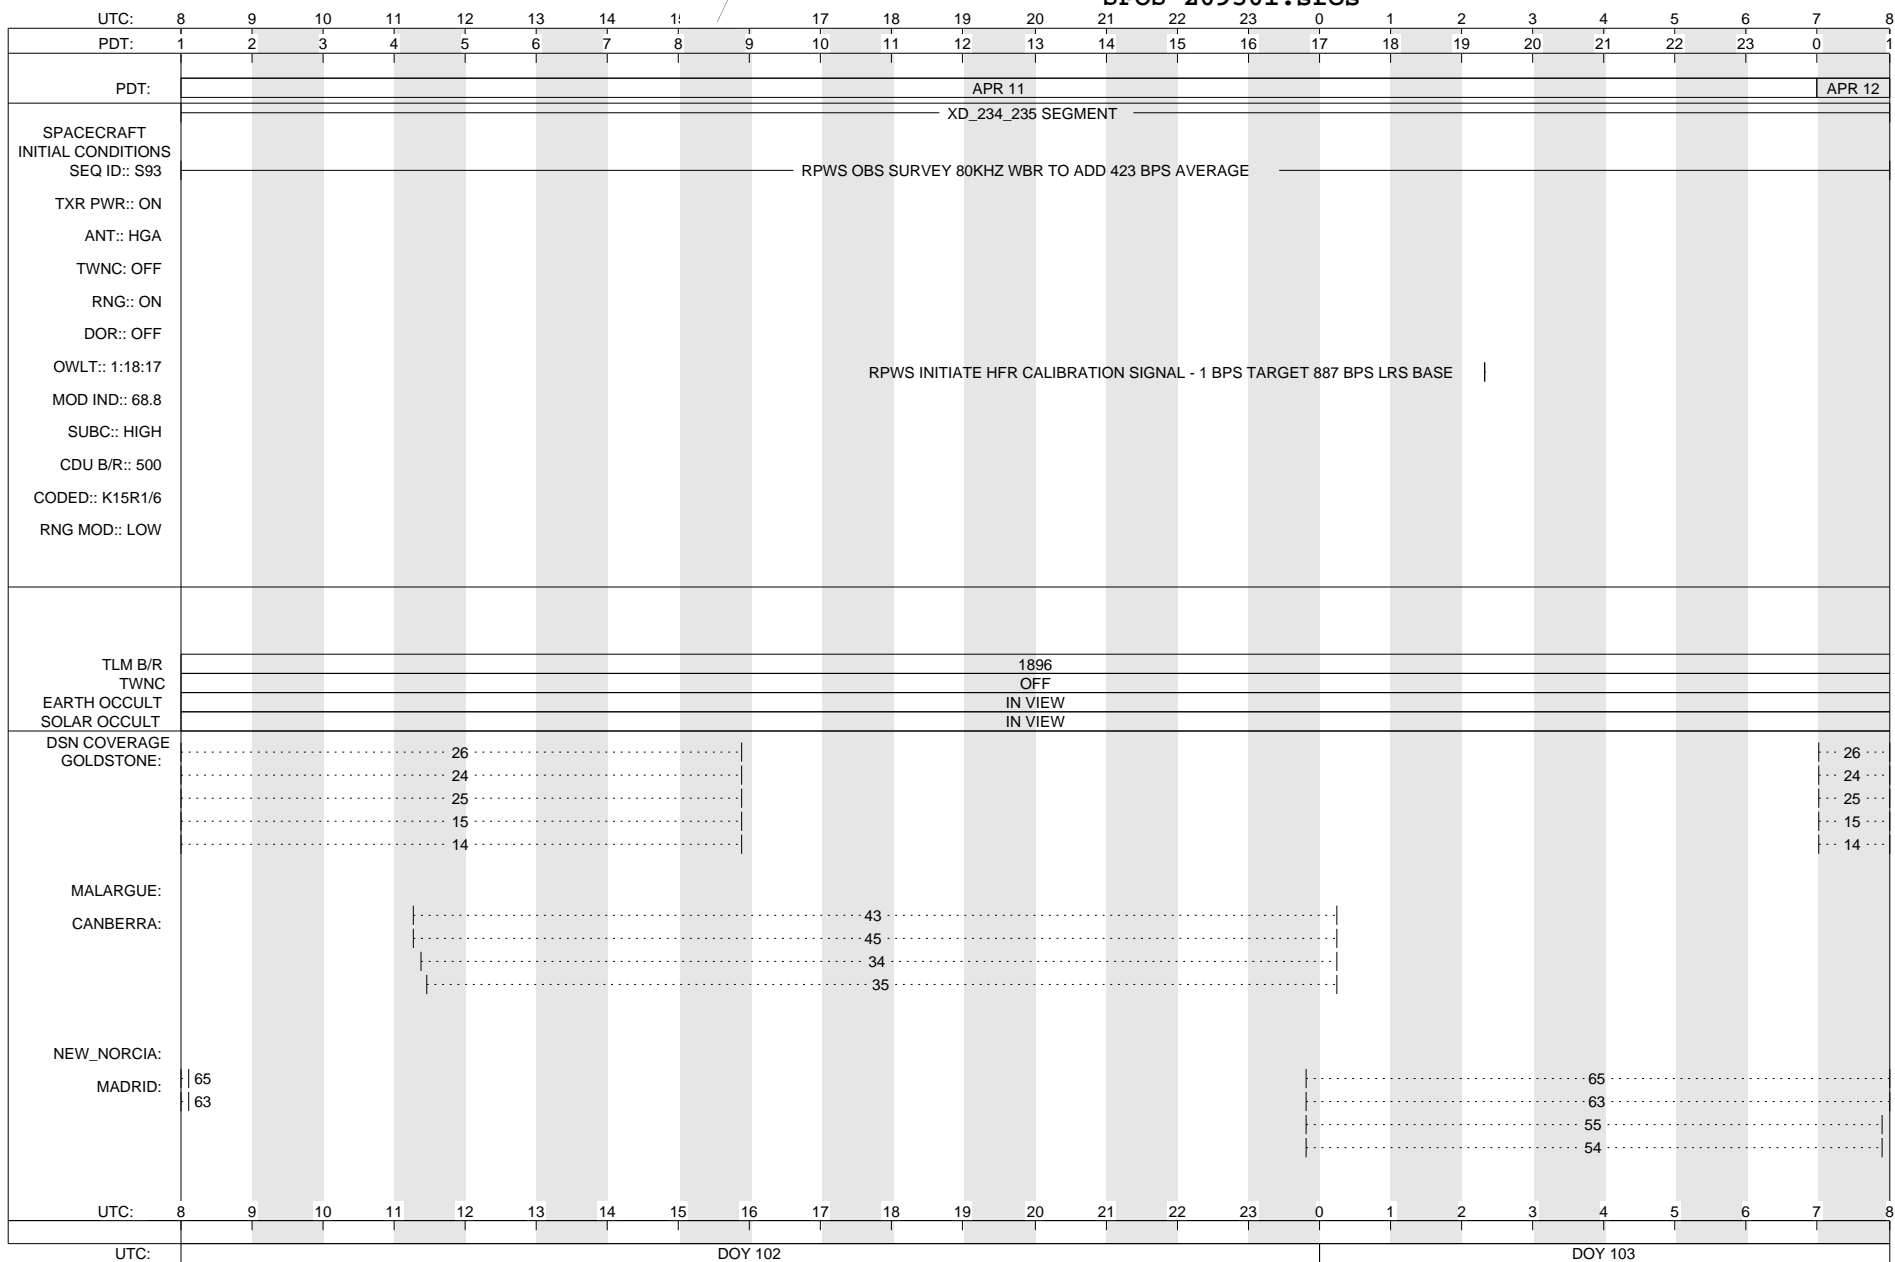 UTC: 8 9 10 11 12 13 14 17 18 19 20 21 22 23 0 1 2 3 4 5 6 7 8
PDT: 1 2 3 4 5 6 7 8 9 10 11 12 13 14 15 16 17 18 19 20 21 22 23 0 1
PDT: APR 11 APR 12
XD_234_235 SEGMENT
SPACECRAFT
INITIAL CONDITIONS
SEQ ID:: S93 RPWS OBS SURVEY 80KHZ WBR TO ADD 423 BPS AVERAGE
TXR PWR:: ON
ANT:: HGA
TWNC: OFF
RNG:: ON
DOR:: OFF
OWLT:: 1:18:17 RPWS INITIATE HFR CALIBRATION SIGNAL - 1 BPS TARGET 887 BPS LRS BASE
MOD IND:: 68.8
SUBC:: HIGH
CDU B/R:: 500
CODED:: K15R1/6
RNG MOD:: LOW
TLM B/R 1896
TWNC OFF
EARTH OCCULT IN VIEW
SOLAR OCCULT IN VIEW
DSN COVERAGE
GOLDSTONE: 26 26
24 24
25 25
15 15
14 14
MALARGUE:
CANBERRA: 43
45
34
35
NEW_NORCIA:
MADRID: 65 65
63 63
55
54
UTC: 8 9 10 11 12 13 14 15 16 17 18 19 20 21 22 23 0 1 2 3 4 5 6 7 8
UTC: DOY 102 DOY 103